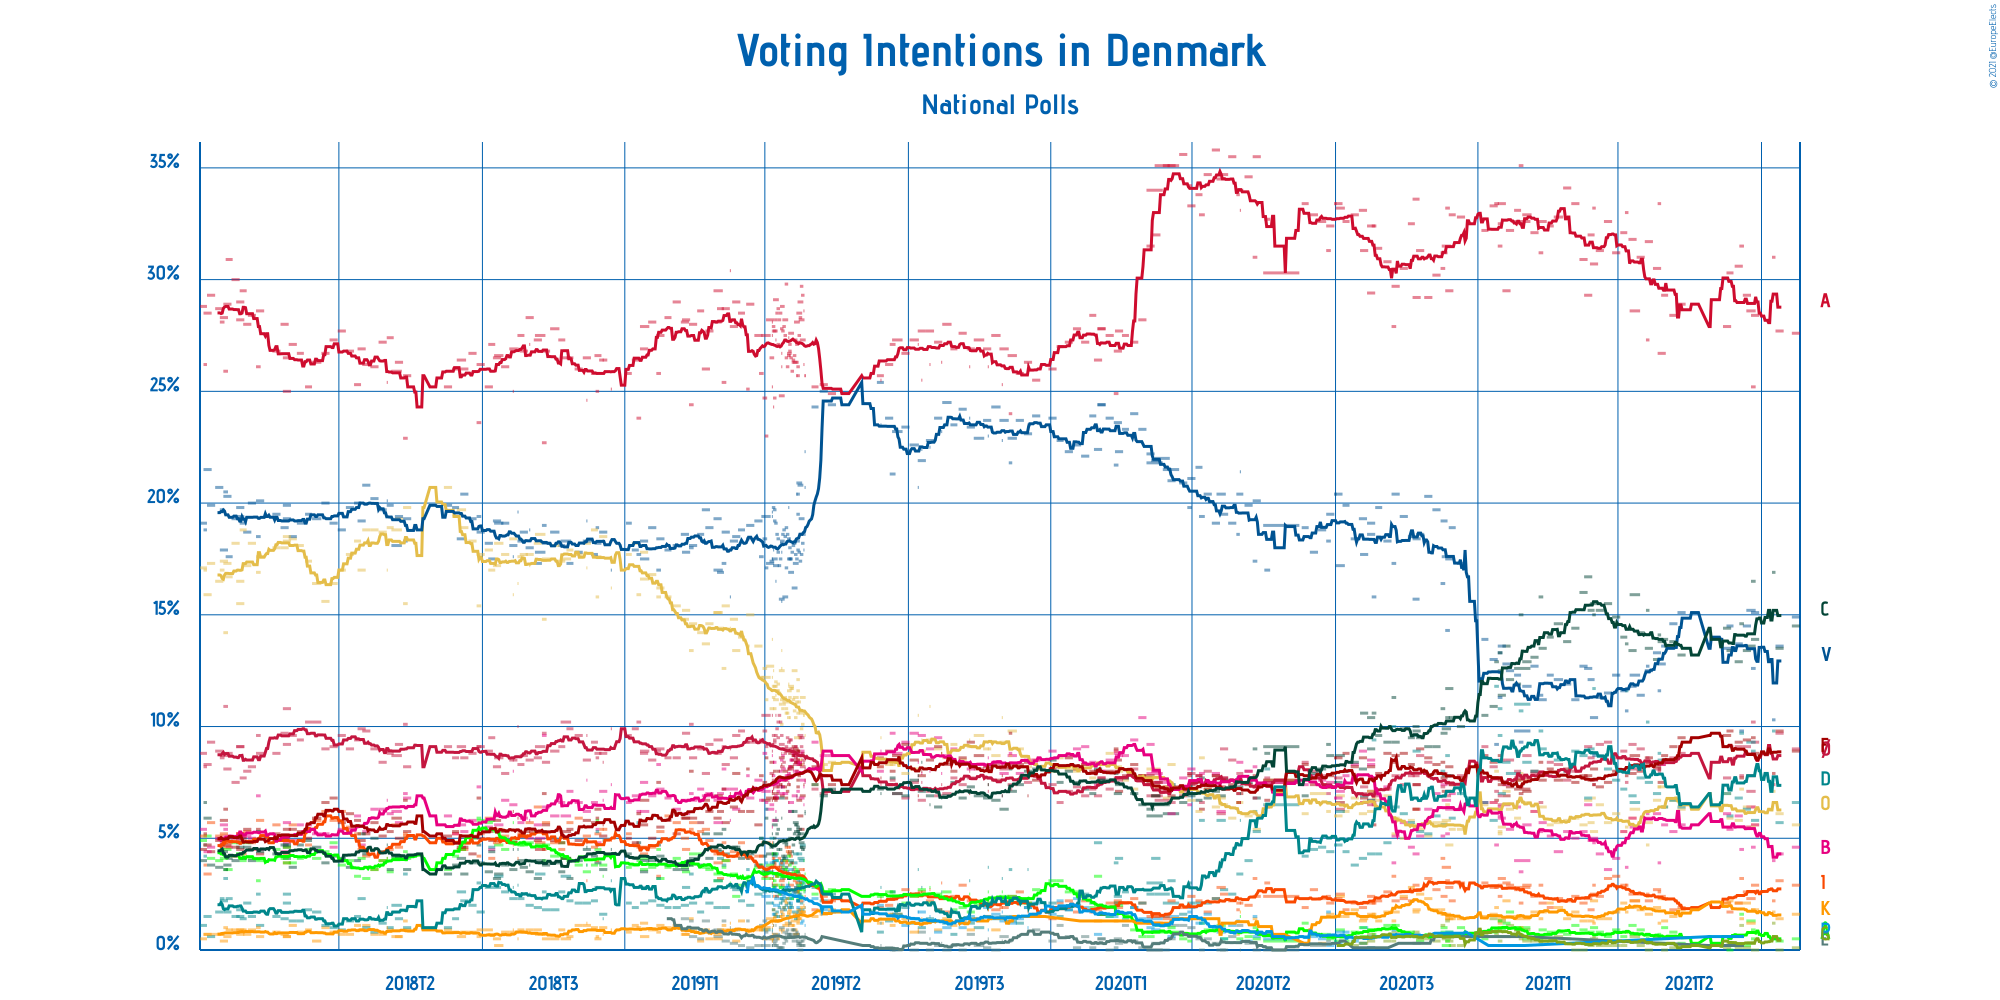 © 2021 @EuropeElects
Voting Intentions in Denmark
National Polls
35%
30%
25%
20%
15%
10%
5%
0%
A
C
V
F
Ø
D
O
B
I
K
2018T2 2018T3 2019T1 2019T2 2019T3 2020T1 2020T2 2020T3 2021T1 2021T2